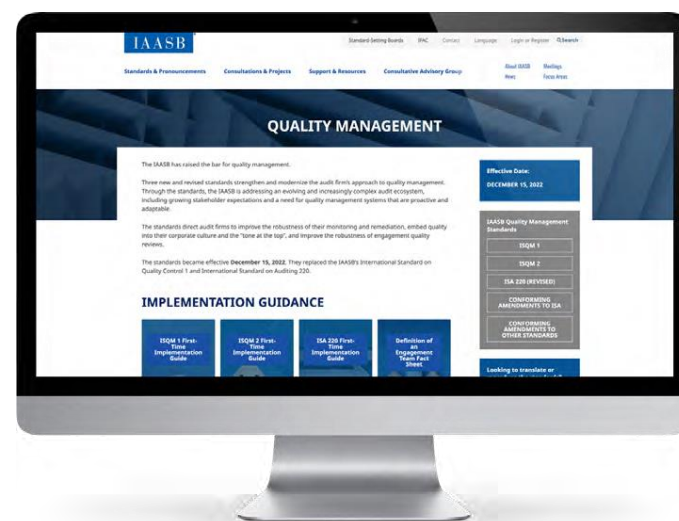 IAASB
Standard Setting Boards IFAC Contact Language Login or Register Search
Standards & Pronouncements Consultations & Projects Support & Resources Consultative Advisory Group
About IAASB Meetings
News Focus Areas
QUALITY MANAGEMENT
The IAASB has raised the bar for quality management.
Three new and revised standards strengthen and modernize the audit firm's approach to quality management.
Through the standards, the IAASB is addressing an evolving and increasingly complex audit ecosystem,
including growing stakeholder expectations and a need for quality management systems that are proactive and
adaptable.
The standards direct audit firms to improve the robustness of their monitoring and remediation, embed quality
into their corporate culture and the "tone at the top", and improve the robustness of engagement quality
reviews.
The standards became effective December 15, 2022. They replaced the IAASB's International Standard on
Quality Control 1 and International Standard on Auditing 220.
IMPLEMENTATION GUIDANCE
ISQM 1 First-
Time
Implementation
Guide
ISQM 2 First-
Time
Implementation
Guide
ISA 220 First-
Time
Implementation
Guide
Definition of
an
Engagement
Team Fact
Sheet
Effective Date:
DECEMBER 15, 2022
IAASB Quality Management
Standards
ISQM 1
ISQM 2
ISA 220 (REVISED)
CONFORMING
AMENDMENTS TO ISA
CONFORMING
AMENDMENTS TO
OTHER STANDARDS
Looking to translate or